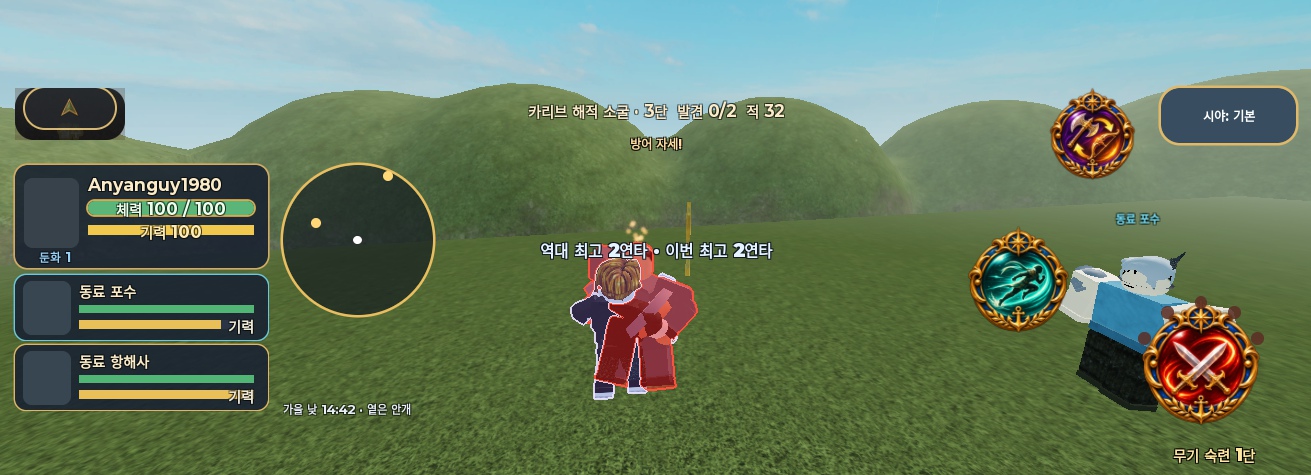 카리브 해적 소굴 · 3단 발견 0/2 적 32
시야: 기본
방어 자세!
Anyanguy1980
체력 100 / 100
기력 100
둔화 1
동료 포수
역대 최고 2연타 • 이번 최고 2연타
동료 포수
기력
동료 항해사
기력
가을 낮 14:42 · 옅은 안개
무기 숙련 1단